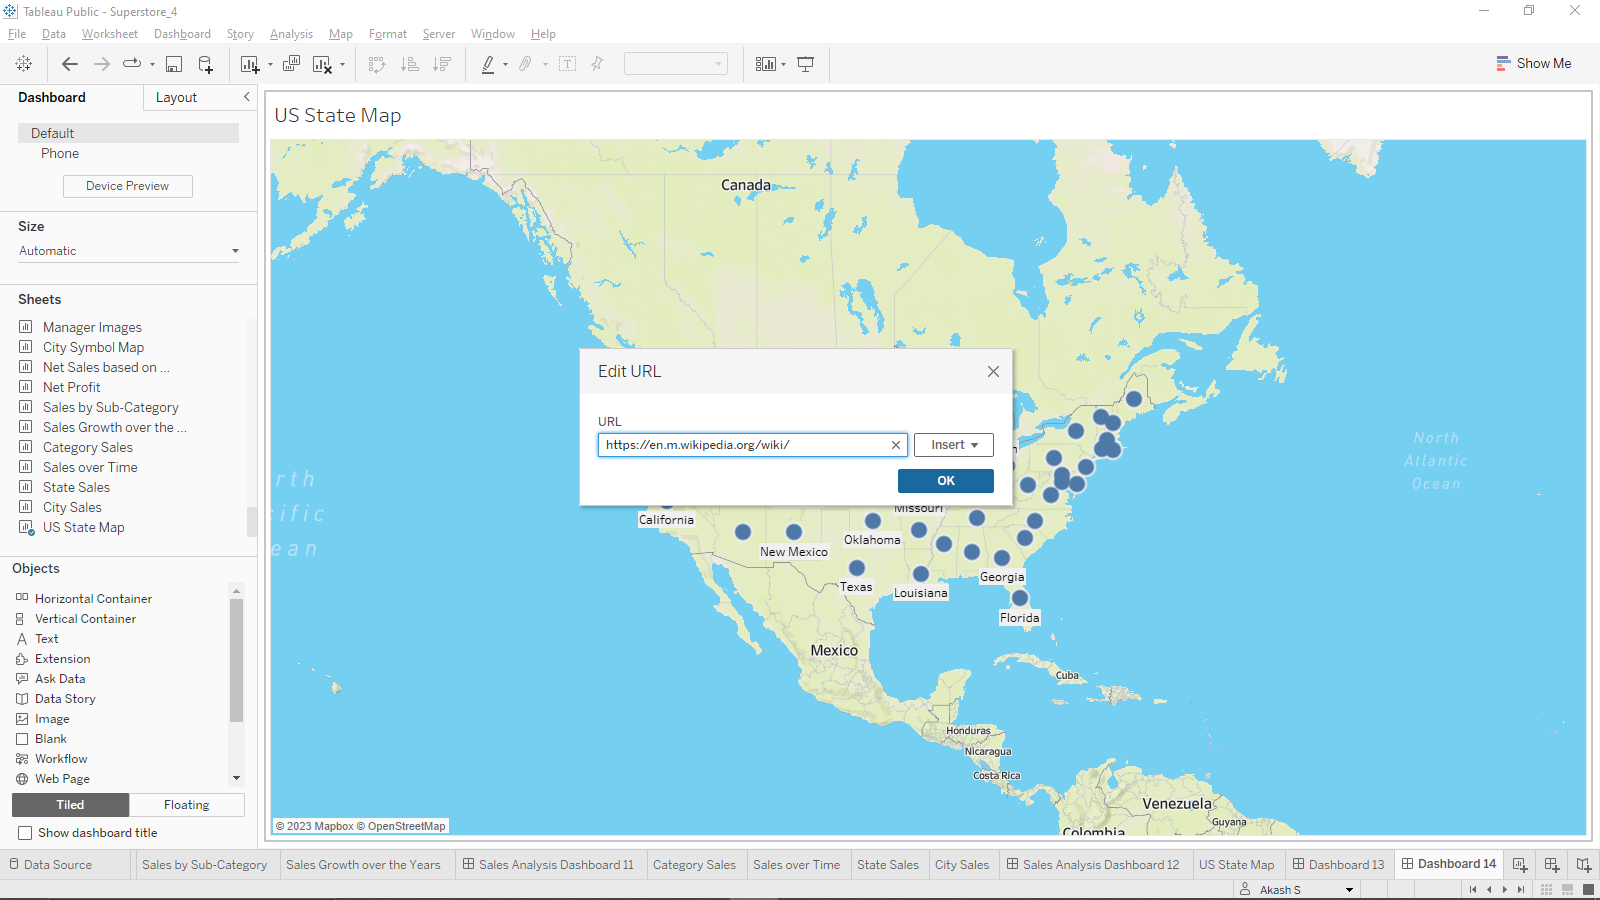 Tableau Public - Superstore_4
File Data Worksheet Dashboard Story Analysis Map Format Server Window Help
Show Me
Dashboard
Layout
Default
Phone
Device Preview
Size
Automatic
Sheets
Manager Images
City Symbol Map
Net Sales based on ...
Net Profit
Sales by Sub-Category
Sales Growth over the ...
Category Sales
Sales over Time
State Sales
City Sales
US State Map
Objects
Horizontal Container
Vertical Container
Text
Extension
Ask Data
Data Story
Image
Blank
Workflow
Web Page
Tiled
Floating
Show dashboard title
US State Map
Canada
Edit URL
URL
https://en.m.wikipedia.org/wiki/
Insert
OK
North
Atlantic
Ocean
Missouri
California
Oklahoma
New Mexico
Georgia
Texas
Louisiana
Florida
Mexico
Cuba
Honduras
Nicaragua
Costa Rica
Venezuela
Guyana
Colombia
© 2023 Mapbox © OpenStreetMap
Data Source
Sales by Sub-Category
Sales Growth over the Years
Sales Analysis Dashboard 11
Category Sales
Sales over Time
State Sales
City Sales
Sales Analysis Dashboard 12
US State Map
Dashboard 13
Dashboard 14
Akash S